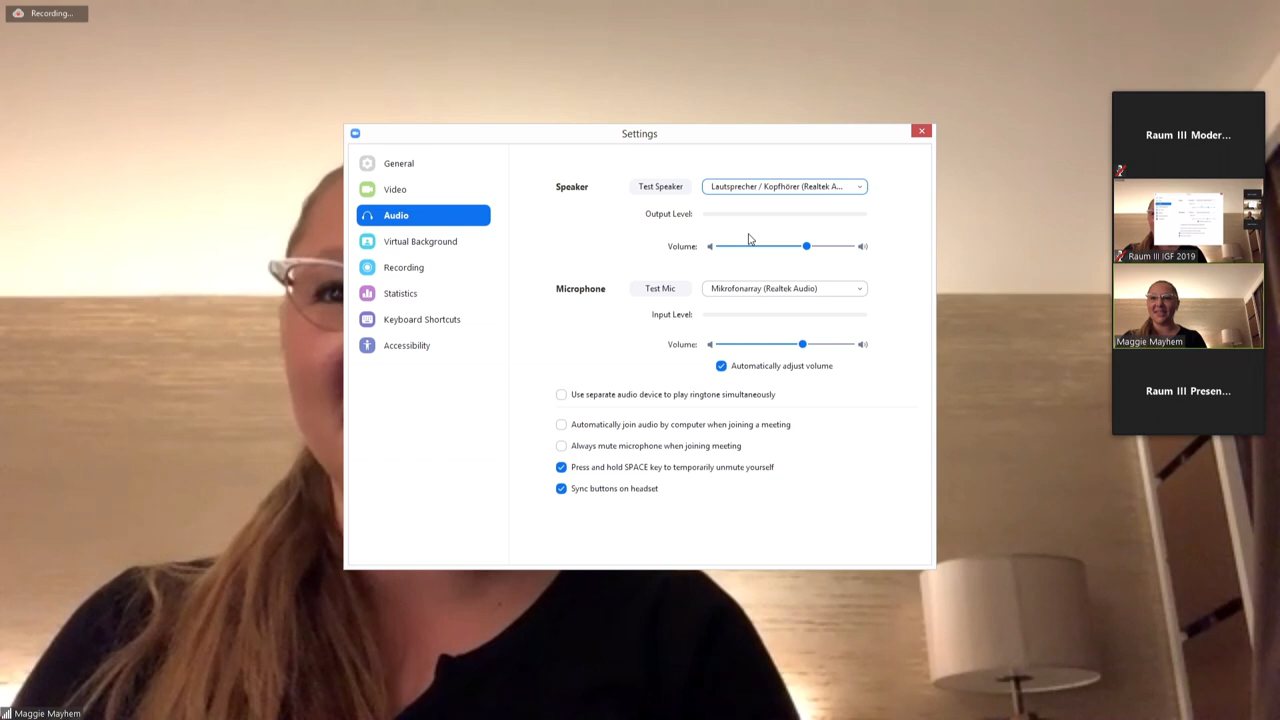 Recording...
Settings
General
Video
Audio
Virtual Background
Recording
Statistics
Keyboard Shortcuts
Accessibility
Speaker
Test Speaker
Lautsprecher / Kopfhörer (Realtek A...
Output Level:
Volume:
Microphone
Test Mic
Mikrofonarray (Realtek Audio)
Input Level:
Volume:
Automatically adjust volume
Use separate audio device to play ringtone simultaneously
Automatically join audio by computer when joining a meeting
Always mute microphone when joining meeting
Press and hold SPACE key to temporarily unmute yourself
Sync buttons on headset
Raum III Moder...
Raum III IGF 2019
Maggie Mayhem
Raum III Presen...
Maggie Mayhem